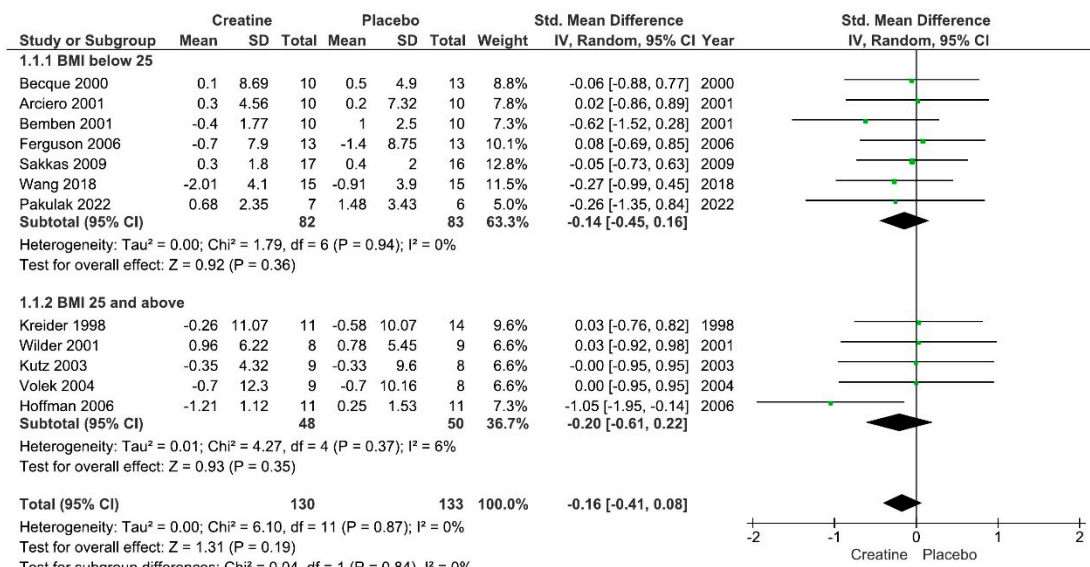 Creatine Placebo Std. Mean Difference Std. Mean Difference
Study or Subgroup Mean SD Total Mean SD Total Weight IV, Random, 95% CI Year IV, Random, 95% CI
1.1.1 BMI below 25
Becque 2000 0.1 8.69 10 0.5 4.9 13 8.8% -0.06 [-0.88, 0.77] 2000
Arciero 2001 0.3 4.56 10 0.2 7.32 10 7.8% 0.02 [-0.86, 0.89] 2001
Bemben 2001 -0.4 1.77 10 1 2.5 10 7.3% -0.62 [-1.52, 0.28] 2001
Ferguson 2006 -0.7 7.9 13 -1.4 8.75 13 10.1% 0.08 [-0.69, 0.85] 2006
Sakkas 2009 0.3 1.8 17 0.4 2 16 12.8% -0.05 [-0.73, 0.63] 2009
Wang 2018 -2.01 4.1 15 -0.91 3.9 15 11.5% -0.27 [-0.99, 0.45] 2018
Pakulak 2022 0.68 2.35 7 1.48 3.43 6 5.0% -0.26 [-1.35, 0.84] 2022
Subtotal (95% CI) 82 83 63.3% -0.14 [-0.45, 0.16]
Heterogeneity: Tau² = 0.00; Chi² = 1.79, df = 6 (P = 0.94); I² = 0%
Test for overall effect: Z = 0.92 (P = 0.36)
1.1.2 BMI 25 and above
Kreider 1998 -0.26 11.07 11 -0.58 10.07 14 9.6% 0.03 [-0.76, 0.82] 1998
Wilder 2001 0.96 6.22 8 0.78 5.45 9 6.6% 0.03 [-0.92, 0.98] 2001
Kutz 2003 -0.35 4.32 9 -0.33 9.6 8 6.6% -0.00 [-0.95, 0.95] 2003
Volek 2004 -0.7 12.3 9 -0.7 10.16 8 6.6% 0.00 [-0.95, 0.95] 2004
Hoffman 2006 -1.21 1.12 11 0.25 1.53 11 7.3% -1.05 [-1.95, -0.14] 2006
Subtotal (95% CI) 48 50 36.7% -0.20 [-0.61, 0.22]
Heterogeneity: Tau² = 0.01; Chi² = 4.27, df = 4 (P = 0.37); I² = 6%
Test for overall effect: Z = 0.93 (P = 0.35)
Total (95% CI) 130 133 100.0% -0.16 [-0.41, 0.08]
Heterogeneity: Tau² = 0.00; Chi² = 6.10, df = 11 (P = 0.87); I² = 0%
Test for overall effect: Z = 1.31 (P = 0.19)
Test for subgroup differences: Chi² = 0.04, df = 1 (P = 0.84), I² = 0%
-2 -1 0 1 2
Creatine Placebo